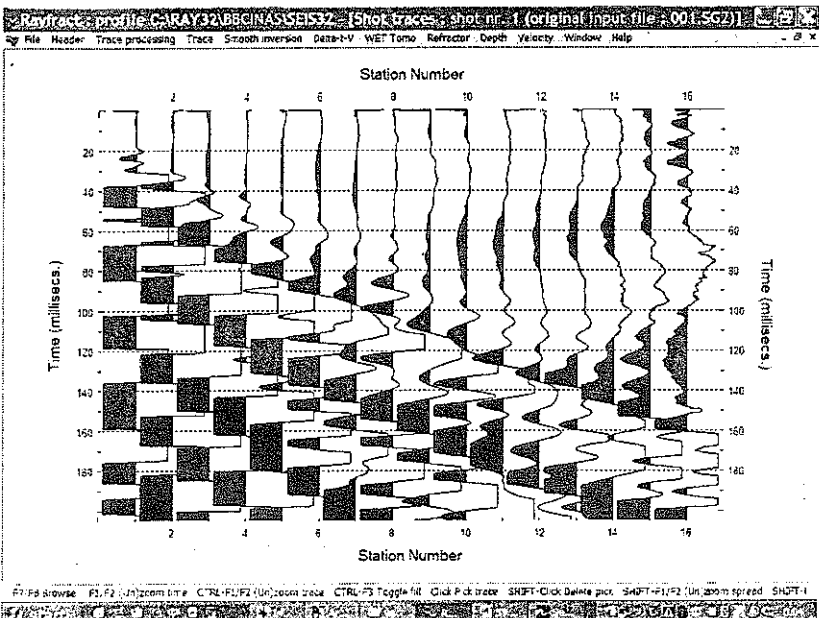 Rayfract - profile C:\RAY32\BBCINAS\SEIS32 - [Shot traces - shot nr. 1 (original input file - 001.SG2)]
File Header Trace processing Trace Smooth inversion Delta-t-V WET Tomo Refractor Depth Velocity Window Help
Station Number
2 4 6 8 10 12 14 16
20 20
40 40
60 60
80 80
100 100
120 120
140 140
160 160
180 180
Time (millisecs.)
Time (millisecs.)
2 4 6 8 10 12 14 16
Station Number
F7/F8 Browse F1/F2 (Un)zoom time CTRL-F1/F2 (Un)zoom trace CTRL-F3 Toggle fill Click Pick trace SHIFT-Click Delete pick SHIFT-F1/F2 (Un)zoom spread